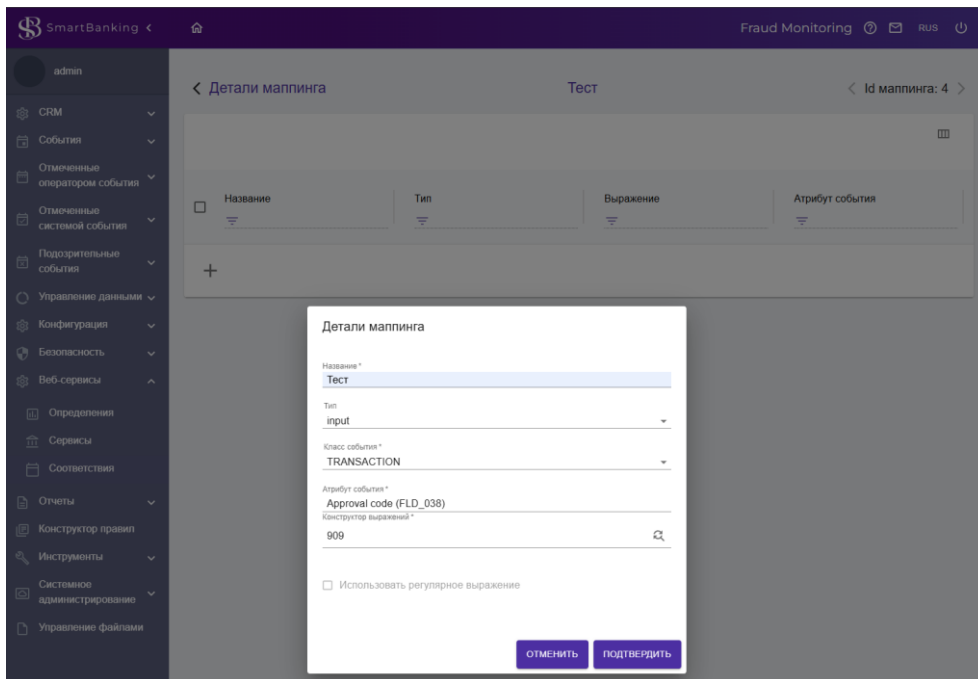 SmartBanking
Fraud Monitoring RUS
admin
Детали маппинга Тест Id маппинга: 4
CRM
События
Отмеченные
оператором события
Отмеченные
системой события
Подозрительные
события
Управление данными
Конфигурация
Безопасность
Веб-сервисы
Определения
Сервисы
Соответствия
Отчеты
Конструктор правил
Инструменты
Системное
администрирование
Управление файлами
Название Тип Выражение Атрибут события
Детали маппинга
Название *
Тест
Тип
input
Класс события *
TRANSACTION
Атрибут события *
Approval code (FLD_038)
Конструктор выражений *
909
Использовать регулярное выражение
ОТМЕНИТЬ ПОДТВЕРДИТЬ